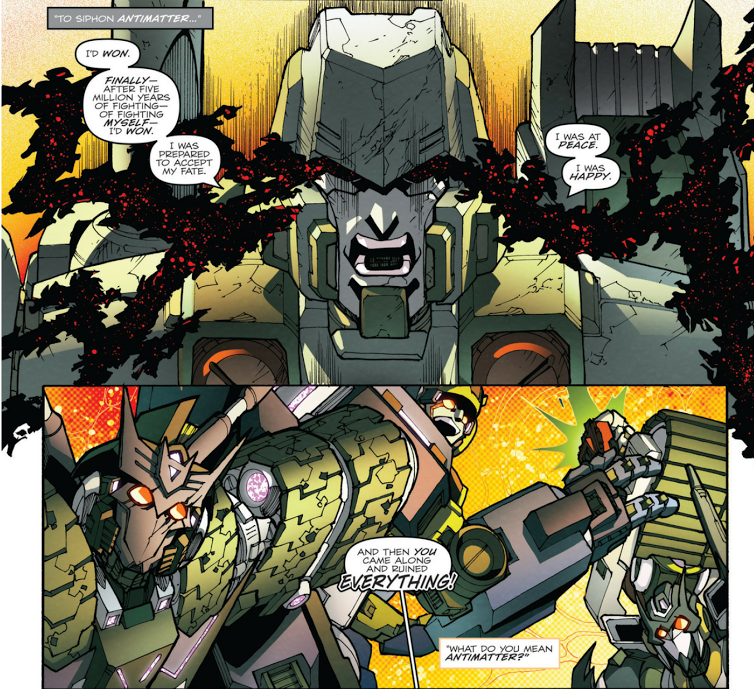 "TO SIPHON ANTIMATTER..."
I'D WON.
FINALLY—
AFTER FIVE
MILLION YEARS
OF FIGHTING—
OF FIGHTING
MYSELF—
I'D WON.
I WAS
PREPARED
TO ACCEPT
MY FATE.
I WAS AT
PEACE.
I WAS
HAPPY.
AND THEN YOU
CAME ALONG
AND RUINED
EVERYTHING!
"WHAT DO YOU MEAN
ANTIMATTER?"